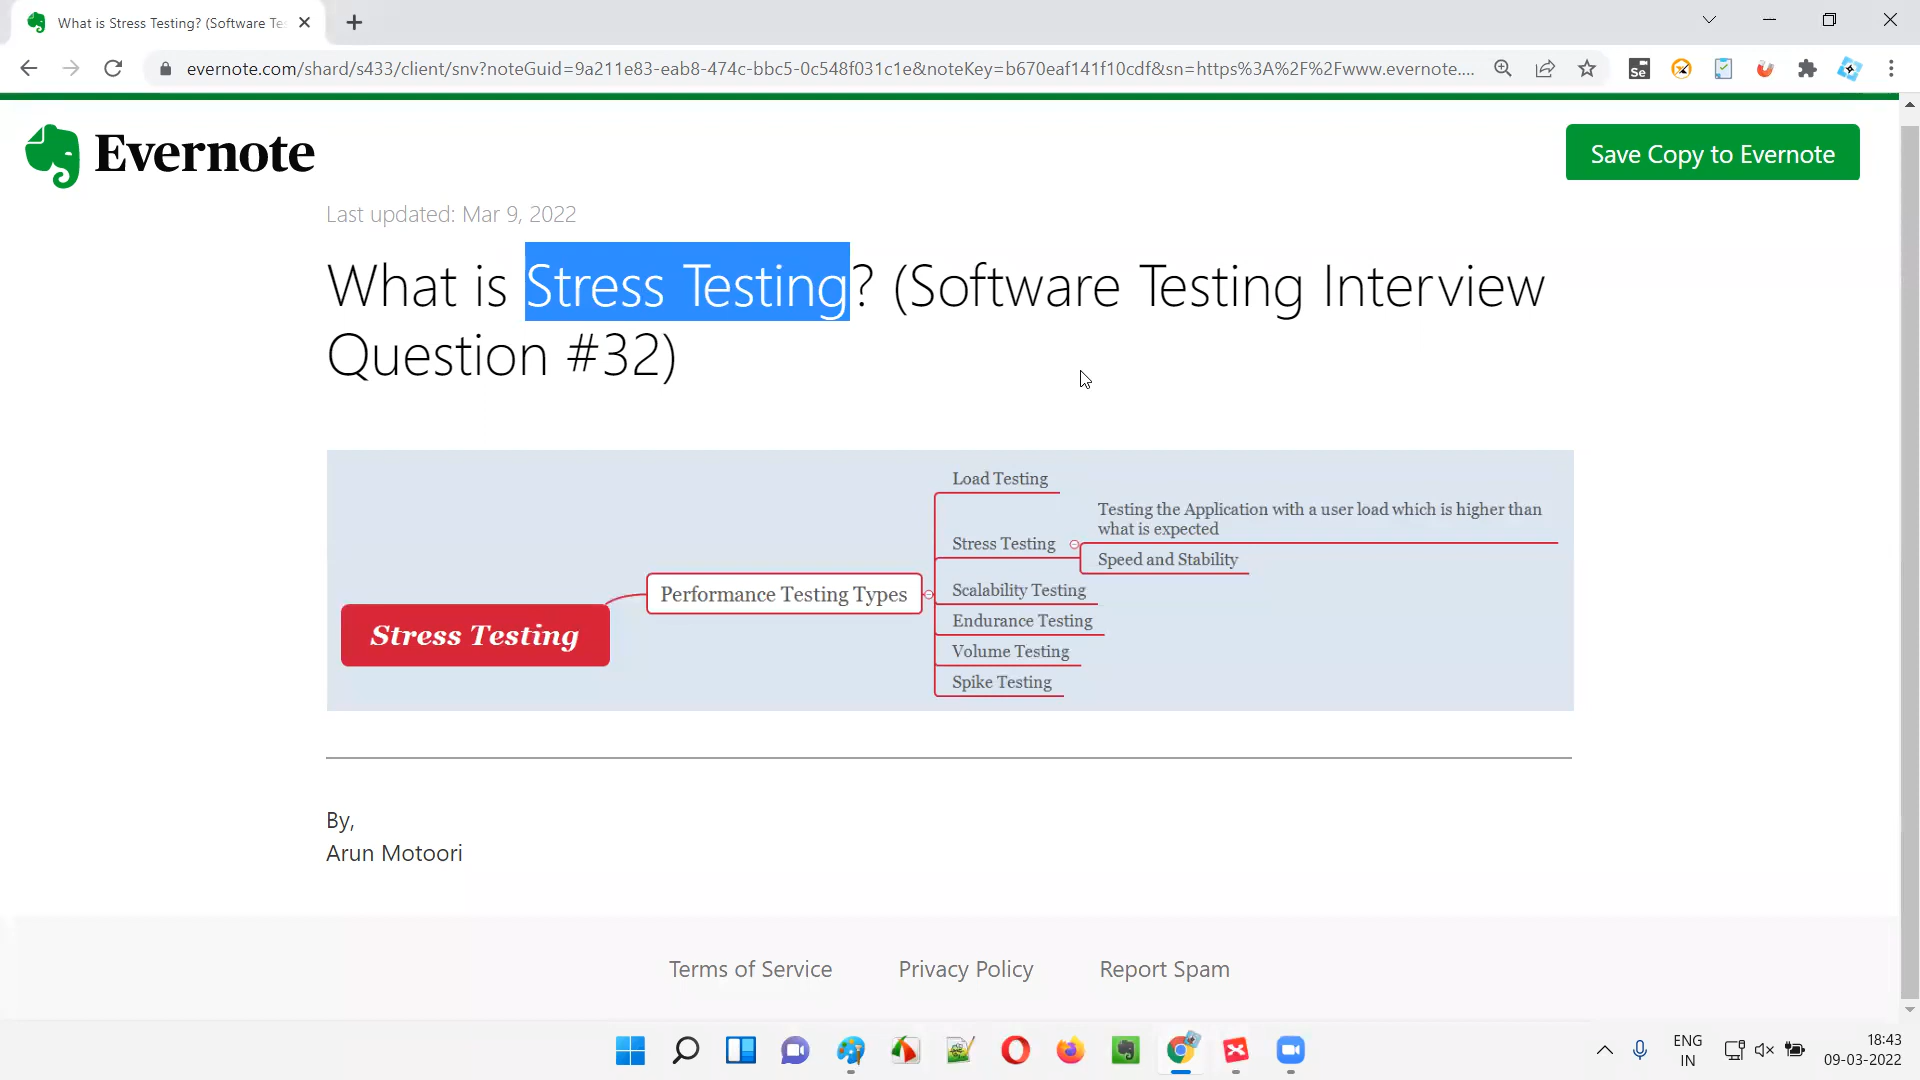 What is Stress Testing? (Software Te
evernote.com/shard/s433/client/snv?noteGuid=9a211e83-eab8-474c-bbc5-0c548f031c1e&noteKey=b670eaf141f10cdf&sn=https%3A%2F%2Fwww.evernote....
Se
Evernote
Save Copy to Evernote
Last updated: Mar 9, 2022
What is Stress Testing? (Software Testing Interview
Question #32)
Load Testing
Testing the Application with a user load which is higher than
what is expected
Stress Testing
Speed and Stability
Performance Testing Types
Scalability Testing
Endurance Testing
Stress Testing
Volume Testing
Spike Testing
By,
Arun Motoori
Terms of Service Privacy Policy Report Spam
ENG
IN
18:43
09-03-2022